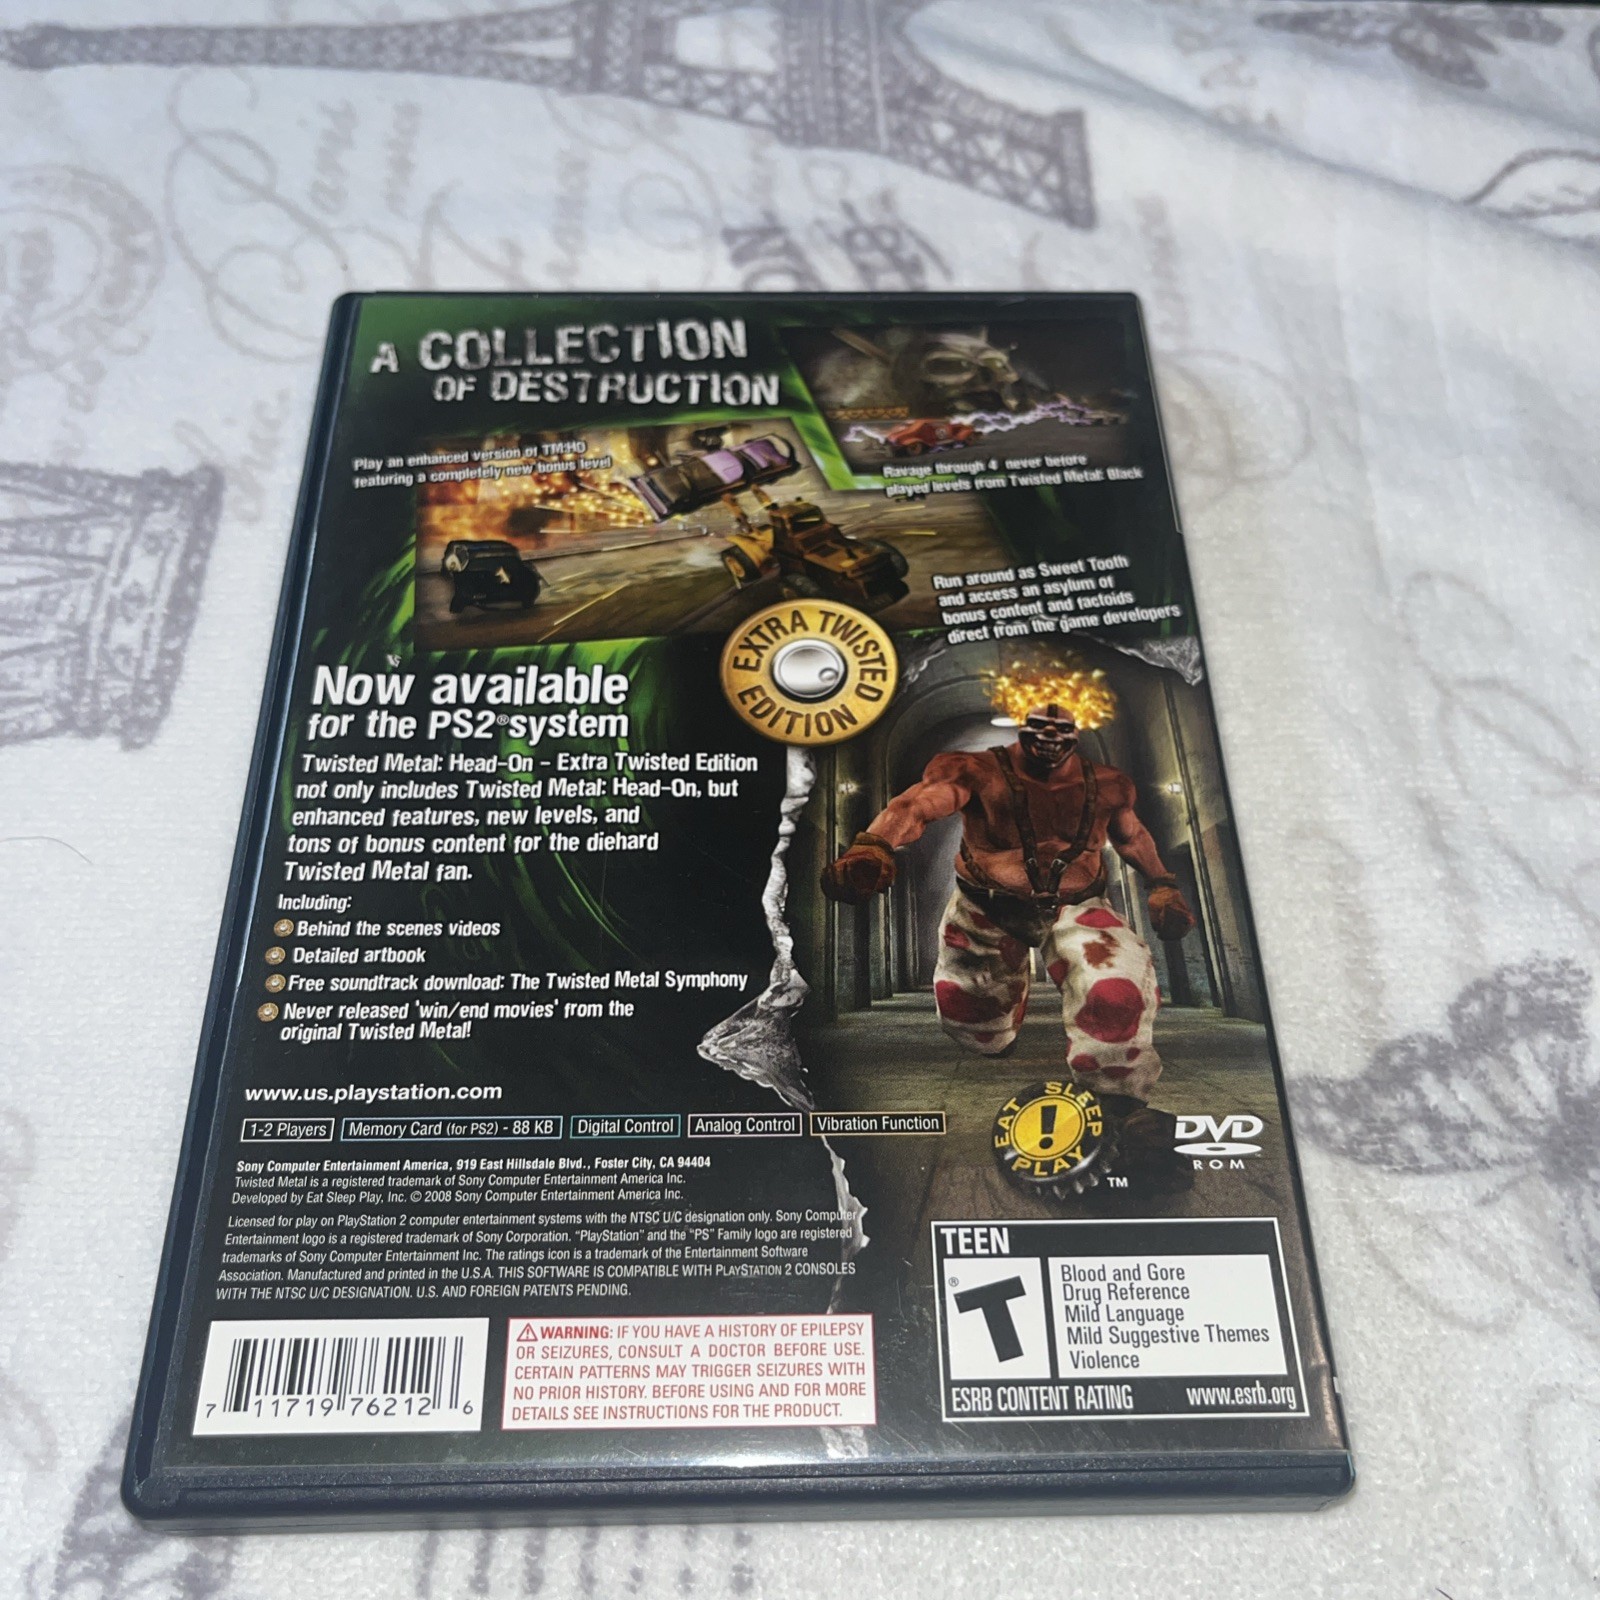 A COLLECTION
OF DESTRUCTION
Play an enhanced version of TM:HO
featuring a completely new bonus level
Ravage through 4 never before
played levels from Twisted Metal: Black
Run around as Sweet Tooth
and access an asylum of
bonus content and factoids
direct from the game developers
EXTRA TWISTED
EDITION
Now available
for the PS2® system
Twisted Metal: Head-On – Extra Twisted Edition
not only includes Twisted Metal: Head-On, but
enhanced features, new levels, and
tons of bonus content for the diehard
Twisted Metal fan.
Including:
Behind the scenes videos
Detailed artbook
Free soundtrack download: The Twisted Metal Symphony
Never released 'win/end movies' from the
original Twisted Metal!
www.us.playstation.com
1-2 Players Memory Card (for PS2) - 88 KB Digital Control Analog Control Vibration Function
EAT SLEEP PLAY ! TM
DVD
ROM
Sony Computer Entertainment America, 919 East Hillsdale Blvd., Foster City, CA 94404
Twisted Metal is a registered trademark of Sony Computer Entertainment America Inc.
Developed by Eat Sleep Play, Inc. © 2008 Sony Computer Entertainment America Inc.
Licensed for play on PlayStation 2 computer entertainment systems with the NTSC U/C designation only. Sony Computer
Entertainment logo is a registered trademark of Sony Corporation. "PlayStation" and the "PS" Family logo are registered
trademarks of Sony Computer Entertainment Inc. The ratings icon is a trademark of the Entertainment Software
Association. Manufactured and printed in the U.S.A. THIS SOFTWARE IS COMPATIBLE WITH PLAYSTATION 2 CONSOLES
WITH THE NTSC U/C DESIGNATION. U.S. AND FOREIGN PATENTS PENDING.
7 11719 76212 6
WARNING: IF YOU HAVE A HISTORY OF EPILEPSY
OR SEIZURES, CONSULT A DOCTOR BEFORE USE.
CERTAIN PATTERNS MAY TRIGGER SEIZURES WITH
NO PRIOR HISTORY. BEFORE USING AND FOR MORE
DETAILS SEE INSTRUCTIONS FOR THE PRODUCT.
TEEN
® T
Blood and Gore
Drug Reference
Mild Language
Mild Suggestive Themes
Violence
ESRB CONTENT RATING www.esrb.org